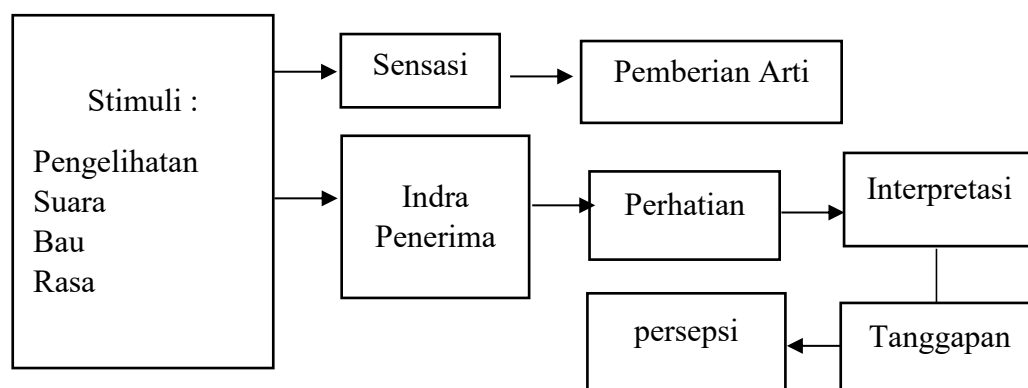 Stimuli :
Pengelihatan
Suara
Bau
Rasa
Sensasi
Pemberian Arti
Indra
Penerima
Perhatian
Interpretasi
Tanggapan
persepsi